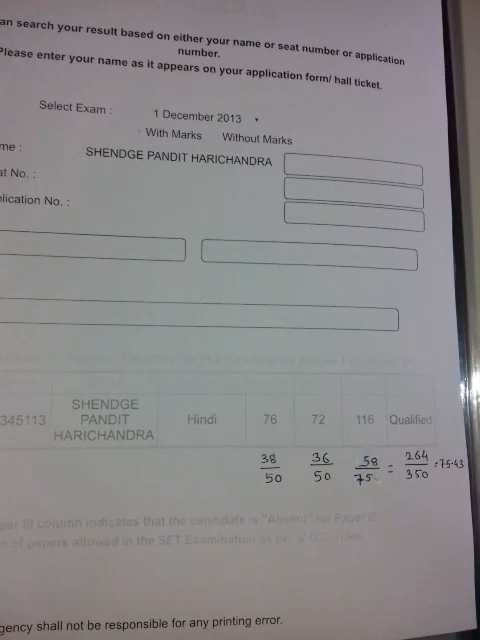 an search your result based on either your name or seat number or application
number.
Please enter your name as it appears on your application form/ hall ticket.
Select Exam : 1 December 2013
With Marks Without Marks
me : SHENDGE PANDIT HARICHANDRA
at No. :
plication No. :
345113 SHENDGE PANDIT HARICHANDRA Hindi 76 72 116 Qualified
38/50 36/50 58/75 = 264/350 = 75.43
per III column indicates that the candidate is "Absent" for Paper III.
of papers allowed in the SET Examination as per U.G.C.
gency shall not be responsible for any printing error.